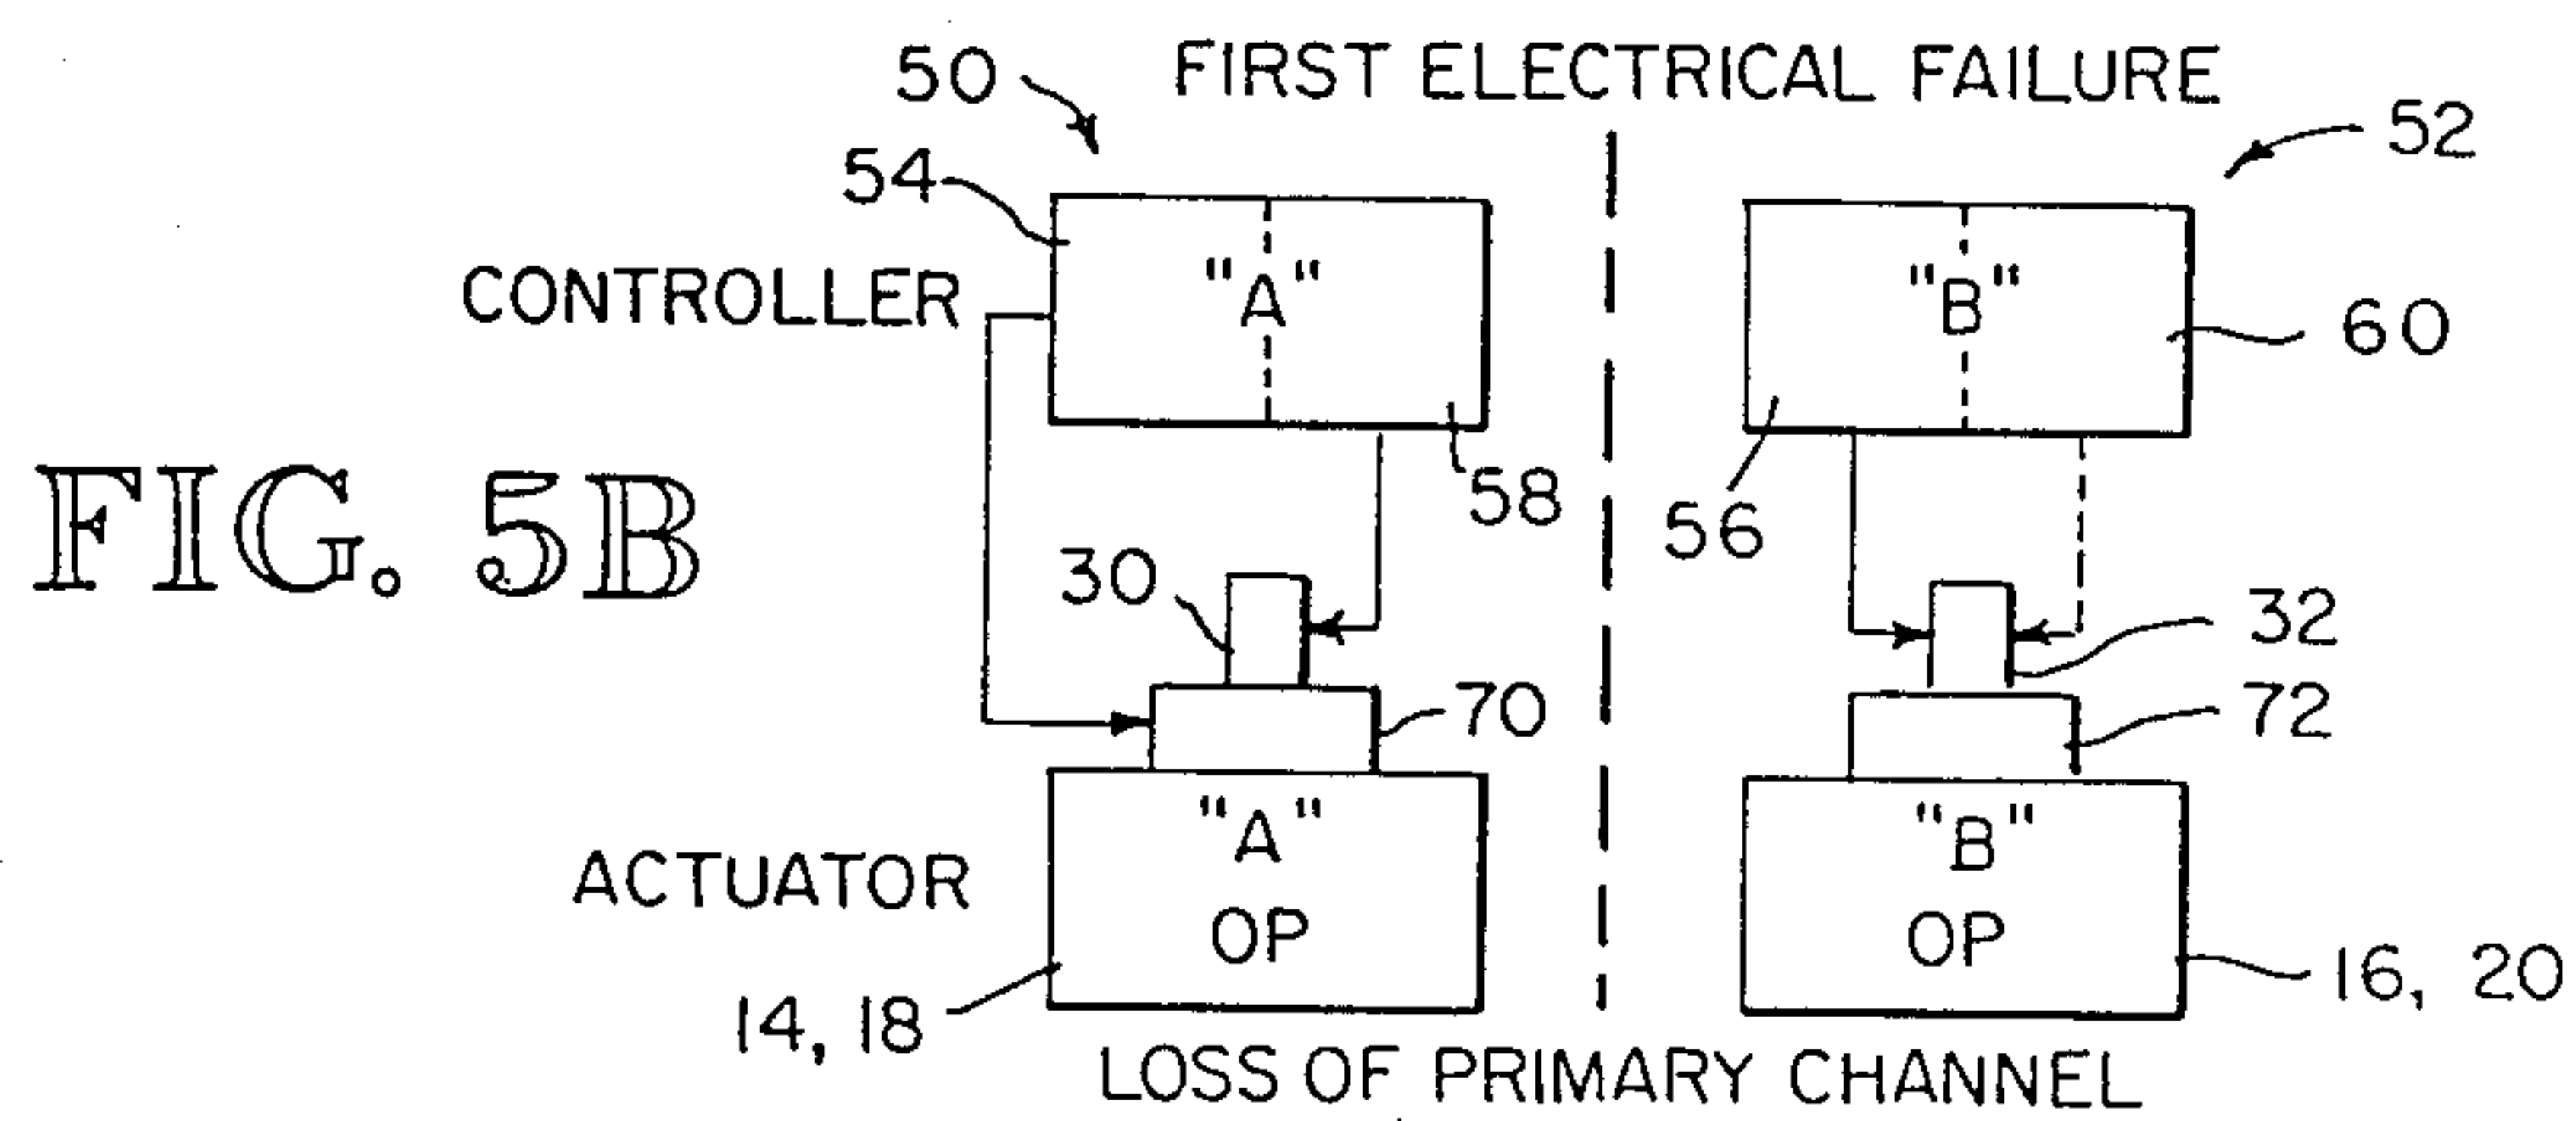 FIRST ELECTRICAL FAILURE
50
52
54
CONTROLLER
"A"
"B"
60
FIG. 5B
58
56
30
32
70
72
ACTUATOR
"A"
OP
"B"
OP
14, 18
16, 20
LOSS OF PRIMARY CHANNEL